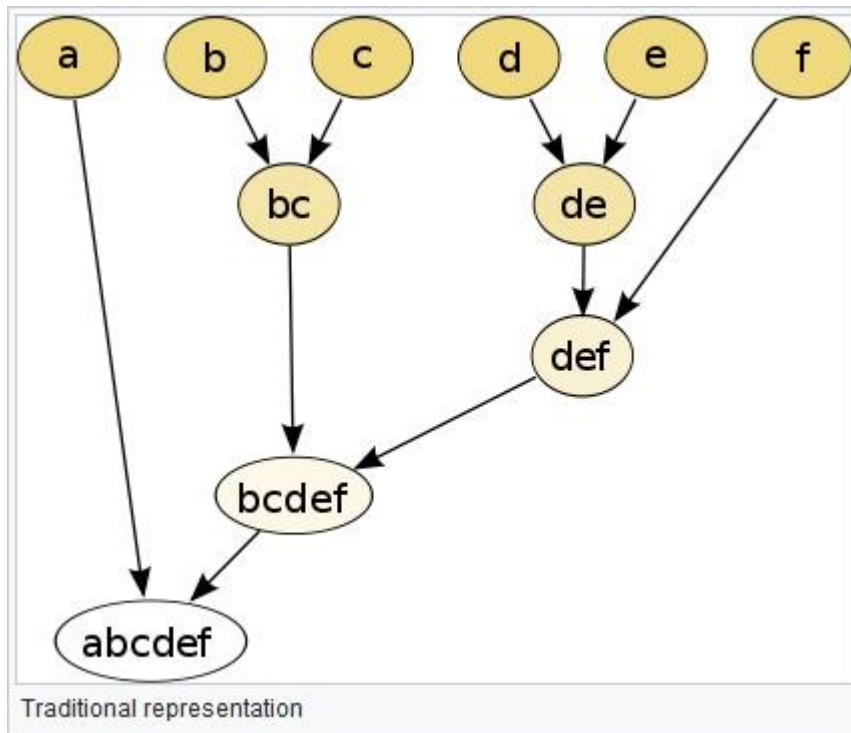 a b c d e f
bc de
def
bcdef
abcdef
Traditional representation